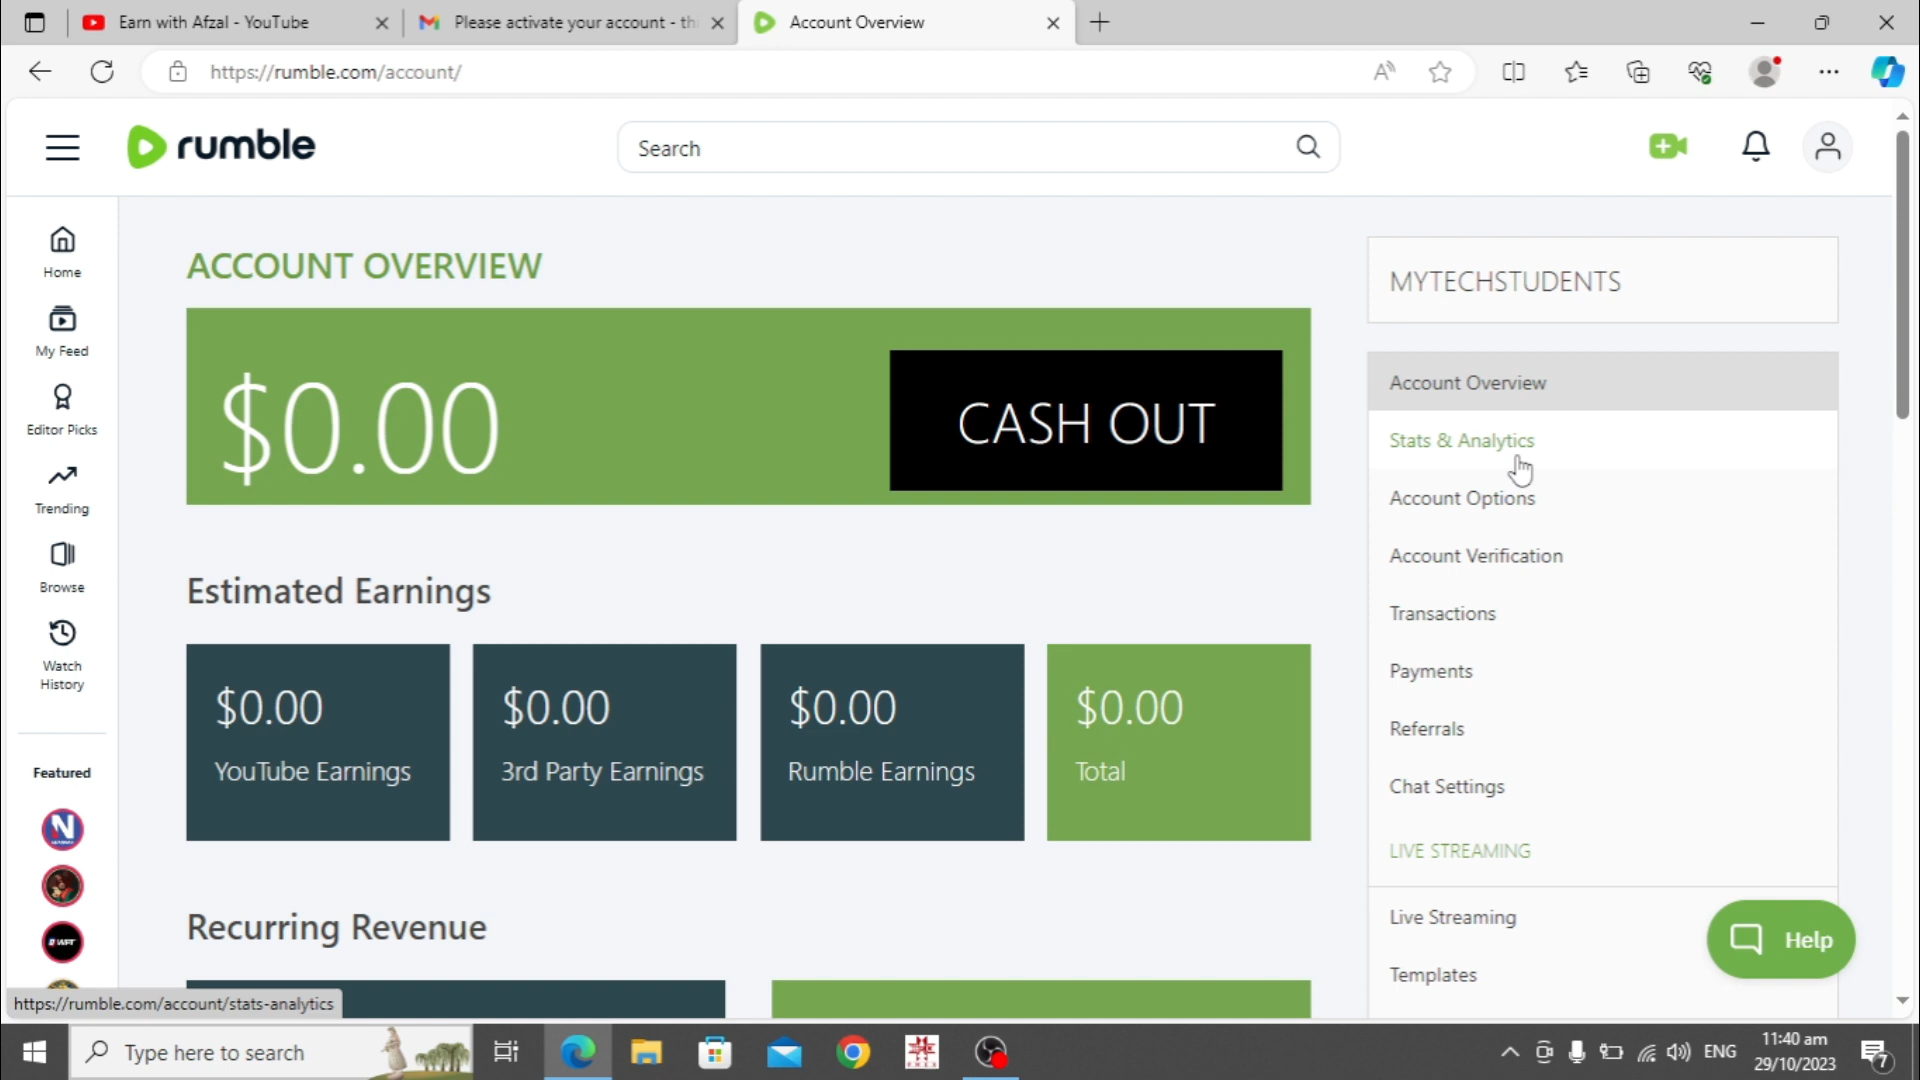 Earn with Afzal - YouTube
Please activate your account - th
Account Overview
https://rumble.com/account/
rumble
Search
Home
My Feed
Editor Picks
Trending
Browse
Watch
History
Featured
ACCOUNT OVERVIEW
$0.00
CASH OUT
Estimated Earnings
$0.00
YouTube Earnings
$0.00
3rd Party Earnings
$0.00
Rumble Earnings
$0.00
Total
Recurring Revenue
MYTECHSTUDENTS
Account Overview
Stats & Analytics
Account Options
Account Verification
Transactions
Payments
Referrals
Chat Settings
LIVE STREAMING
Live Streaming
Templates
Help
https://rumble.com/account/stats-analytics
Type here to search
ENG
11:40 am
29/10/2023
7